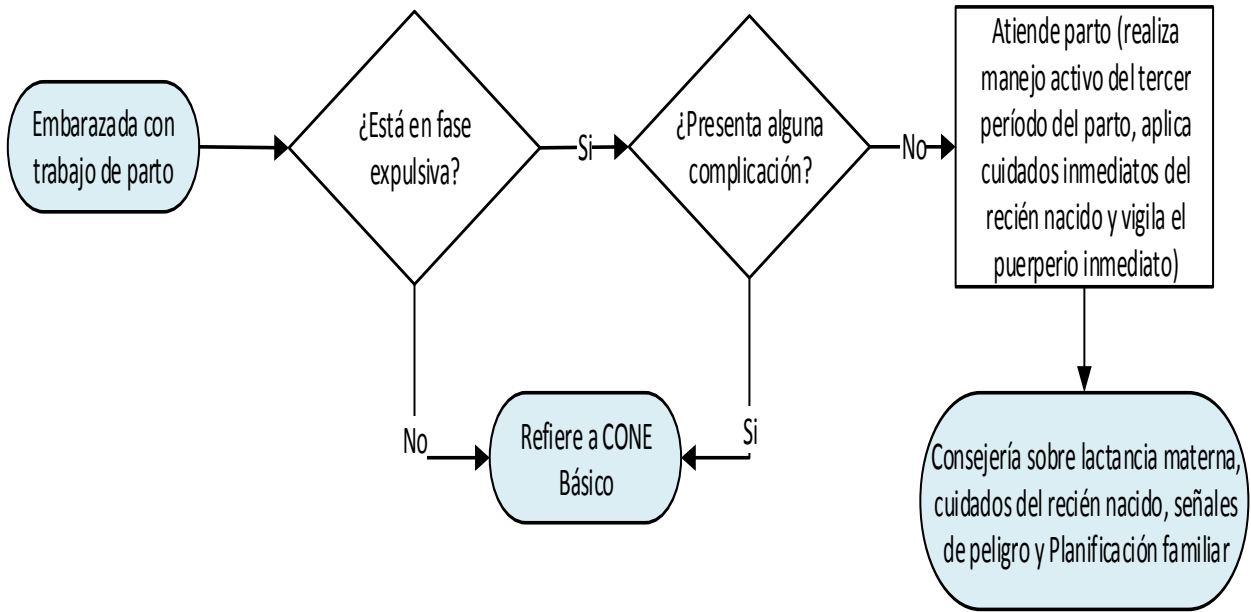 Embarazada con
trabajo de parto
¿Está en fase
expulsiva?
Si
¿Presenta alguna
complicación?
No
Atiende parto (realiza
manejo activo del tercer
período del parto, aplica
cuidados inmediatos del
recién nacido y vigila el
puerperio inmediato)
No
Refiere a CONE
Básico
Si
Consejería sobre lactancia materna,
cuidados del recién nacido, señales
de peligro y Planificación familiar